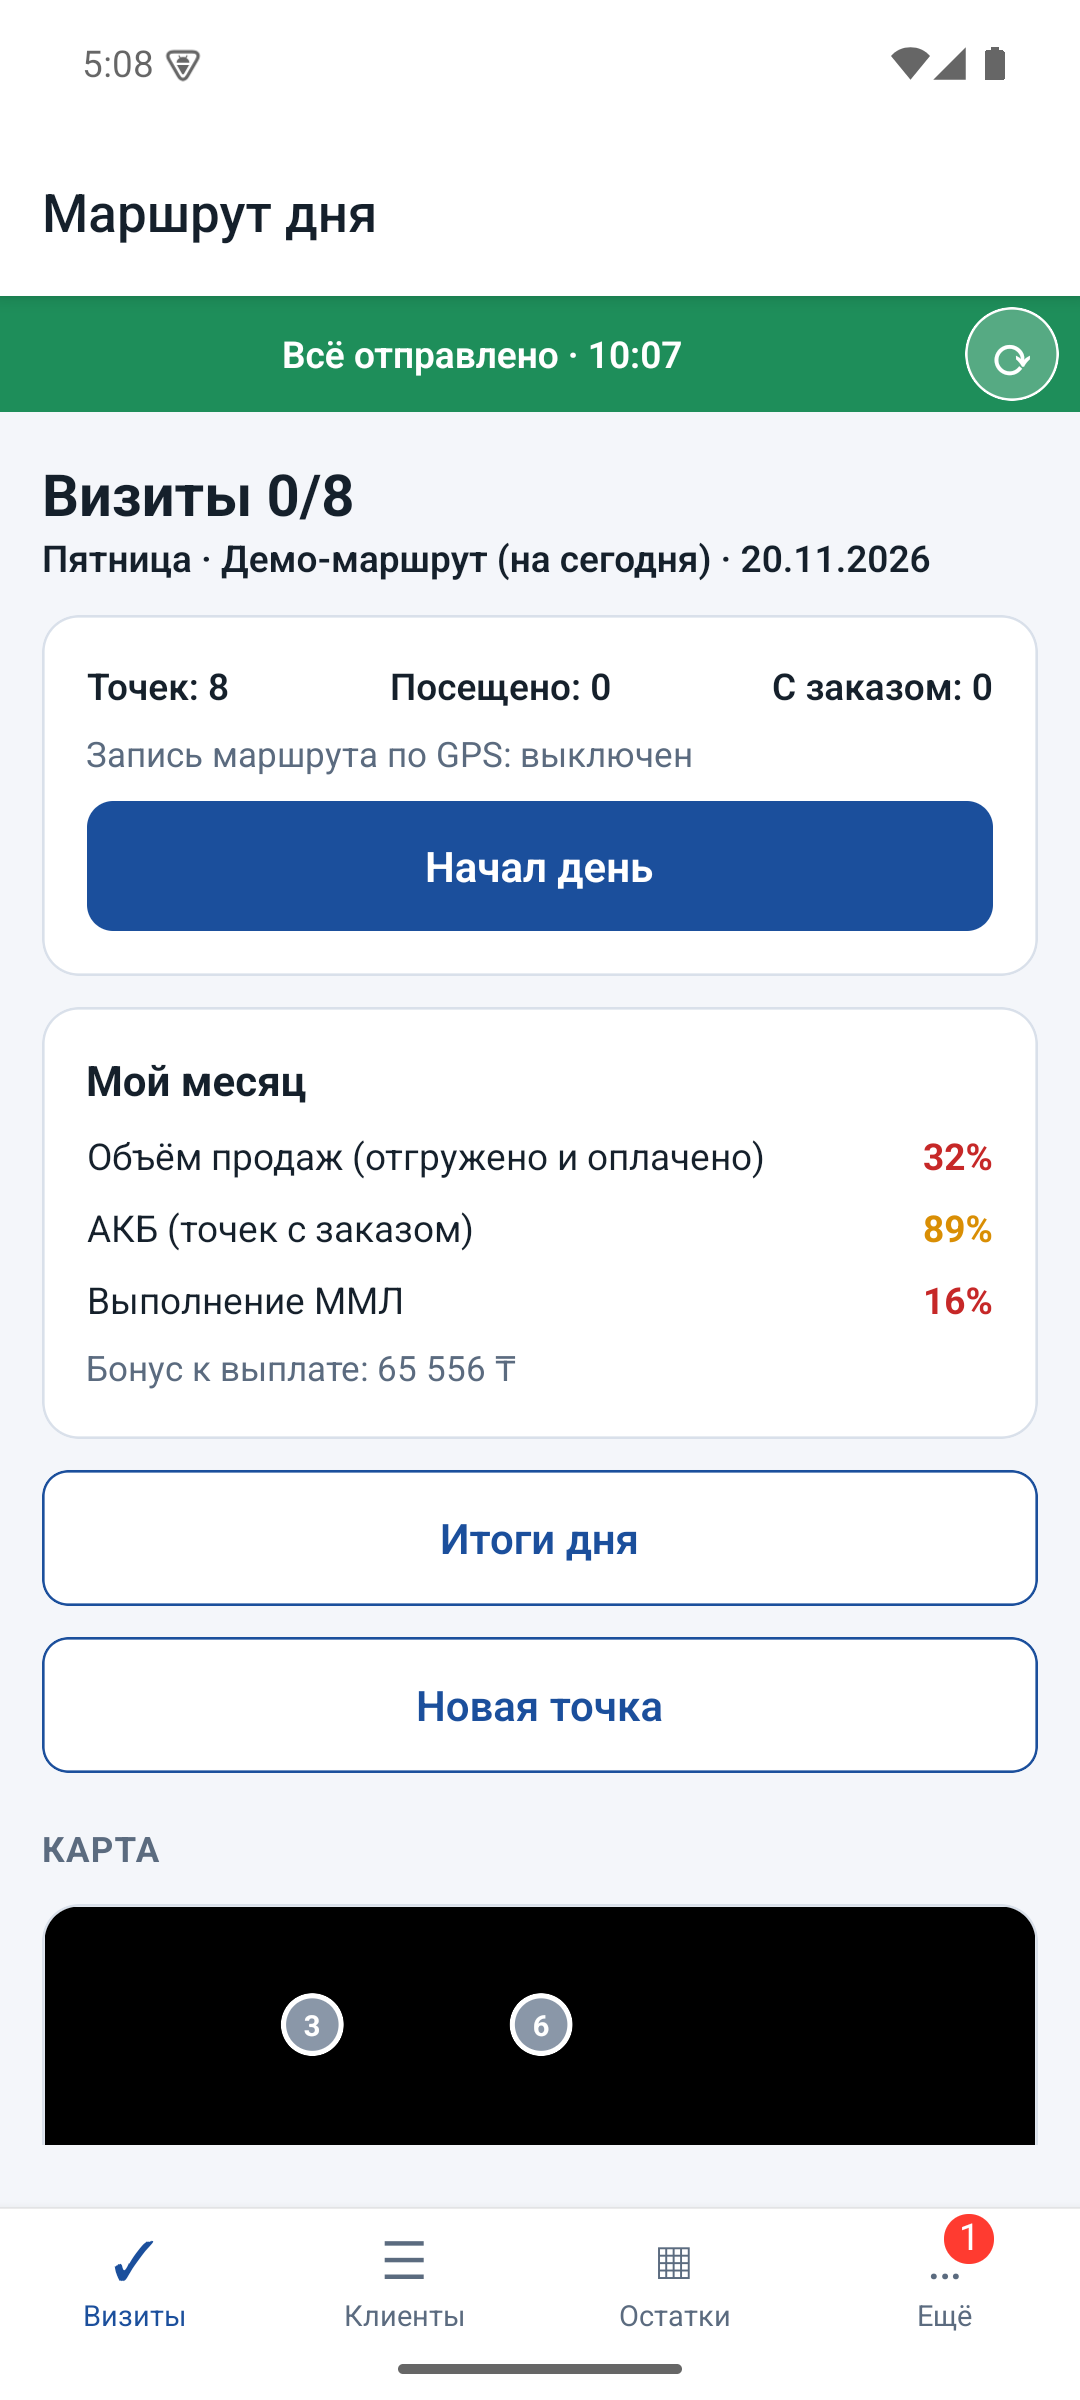 5:08
Маршрут дня
Всё отправлено · 10:07
Визиты 0/8
Пятница · Демо-маршрут (на сегодня) · 20.11.2026
Точек: 8 Посещено: 0 С заказом: 0
Запись маршрута по GPS: выключен
Начал день
Мой месяц
Объём продаж (отгружено и оплачено) 32%
АКБ (точек с заказом) 89%
Выполнение ММЛ 16%
Бонус к выплате: 65 556 ₸
Итоги дня
Новая точка
КАРТА
3 6
1
Визиты Клиенты Остатки Ещё